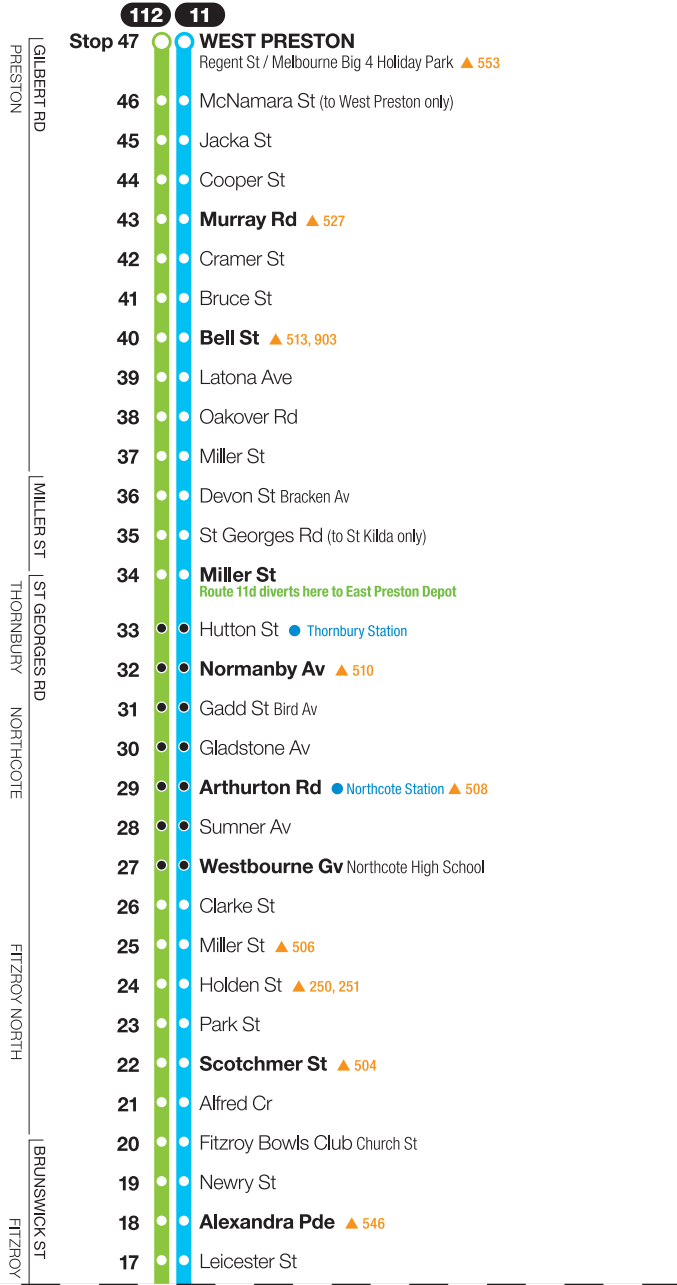 112 11
Stop 47 WEST PRESTON
Regent St / Melbourne Big 4 Holiday Park ▲ 553
46 McNamara St (to West Preston only)
45 Jacka St
44 Cooper St
43 Murray Rd ▲ 527
42 Cramer St
41 Bruce St
40 Bell St ▲ 513, 903
39 Latona Ave
38 Oakover Rd
37 Miller St
36 Devon St Bracken Av
35 St Georges Rd (to St Kilda only)
34 Miller St
Route 11d diverts here to East Preston Depot
33 Hutton St ● Thornbury Station
32 Normanby Av ▲ 510
31 Gadd St Bird Av
30 Gladstone Av
29 Arthurton Rd ● Northcote Station ▲ 508
28 Sumner Av
27 Westbourne Gv Northcote High School
26 Clarke St
25 Miller St ▲ 506
24 Holden St ▲ 250, 251
23 Park St
22 Scotchmer St ▲ 504
21 Alfred Cr
20 Fitzroy Bowls Club Church St
19 Newry St
18 Alexandra Pde ▲ 546
17 Leicester St
GILBERT RD
PRESTON
MILLER ST
ST GEORGES RD
THORNBURY
NORTHCOTE
FITZROY NORTH
BRUNSWICK ST
FITZROY